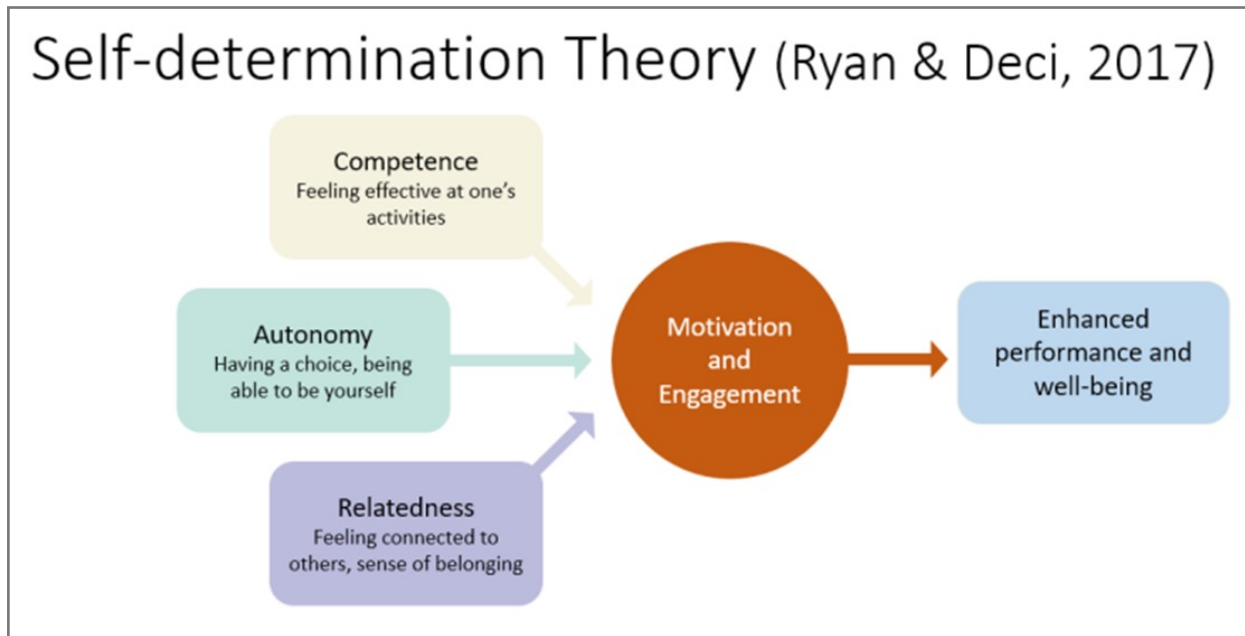 Self-determination Theory (Ryan & Deci, 2017)
Competence
Feeling effective at one's
activities
Autonomy
Having a choice, being
able to be yourself
Relatedness
Feeling connected to
others, sense of belonging
Motivation
and
Engagement
Enhanced
performance and
well-being